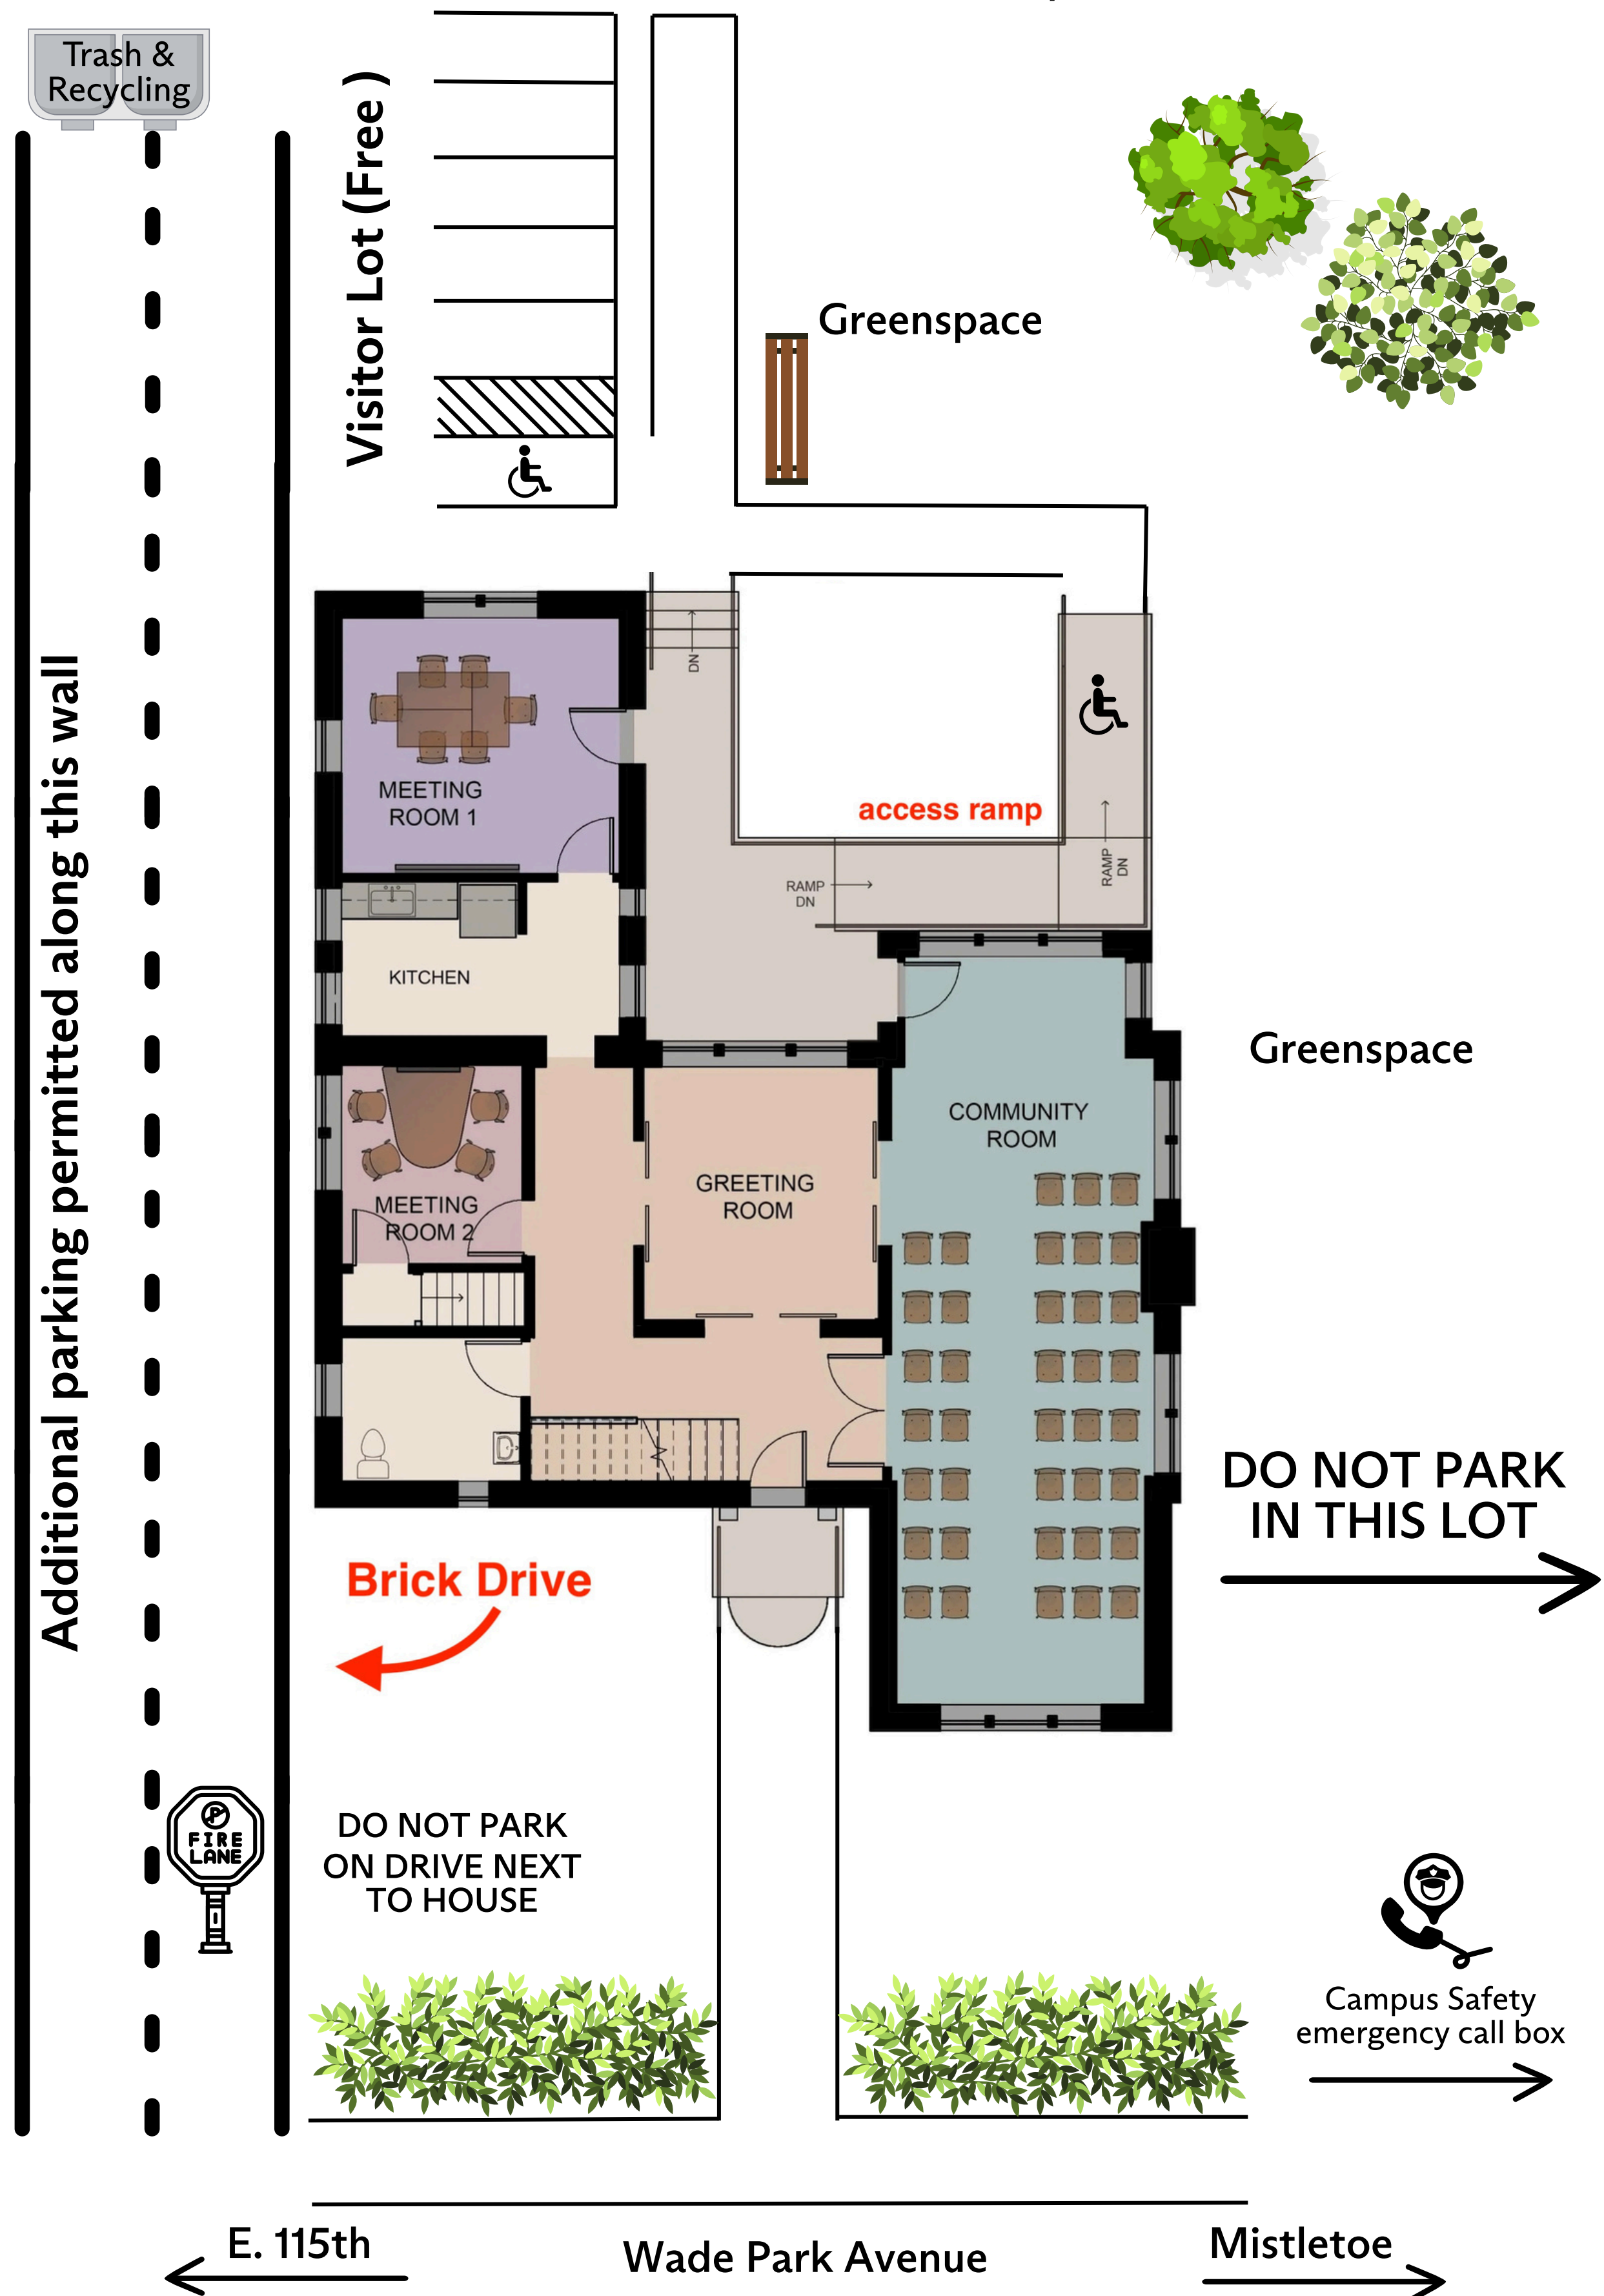 Trash &
Recycling
Visitor Lot (Free )
Greenspace
Additional parking permitted along this wall
DN
MEETING
ROOM 1
access ramp
RAMP
DN
RAMP
DN
KITCHEN
Greenspace
COMMUNITY
ROOM
GREETING
ROOM
MEETING
ROOM 2
DO NOT PARK
IN THIS LOT
Brick Drive
P
FIRE
LANE
DO NOT PARK
ON DRIVE NEXT
TO HOUSE
Campus Safety
emergency call box
E. 115th
Wade Park Avenue
Mistletoe